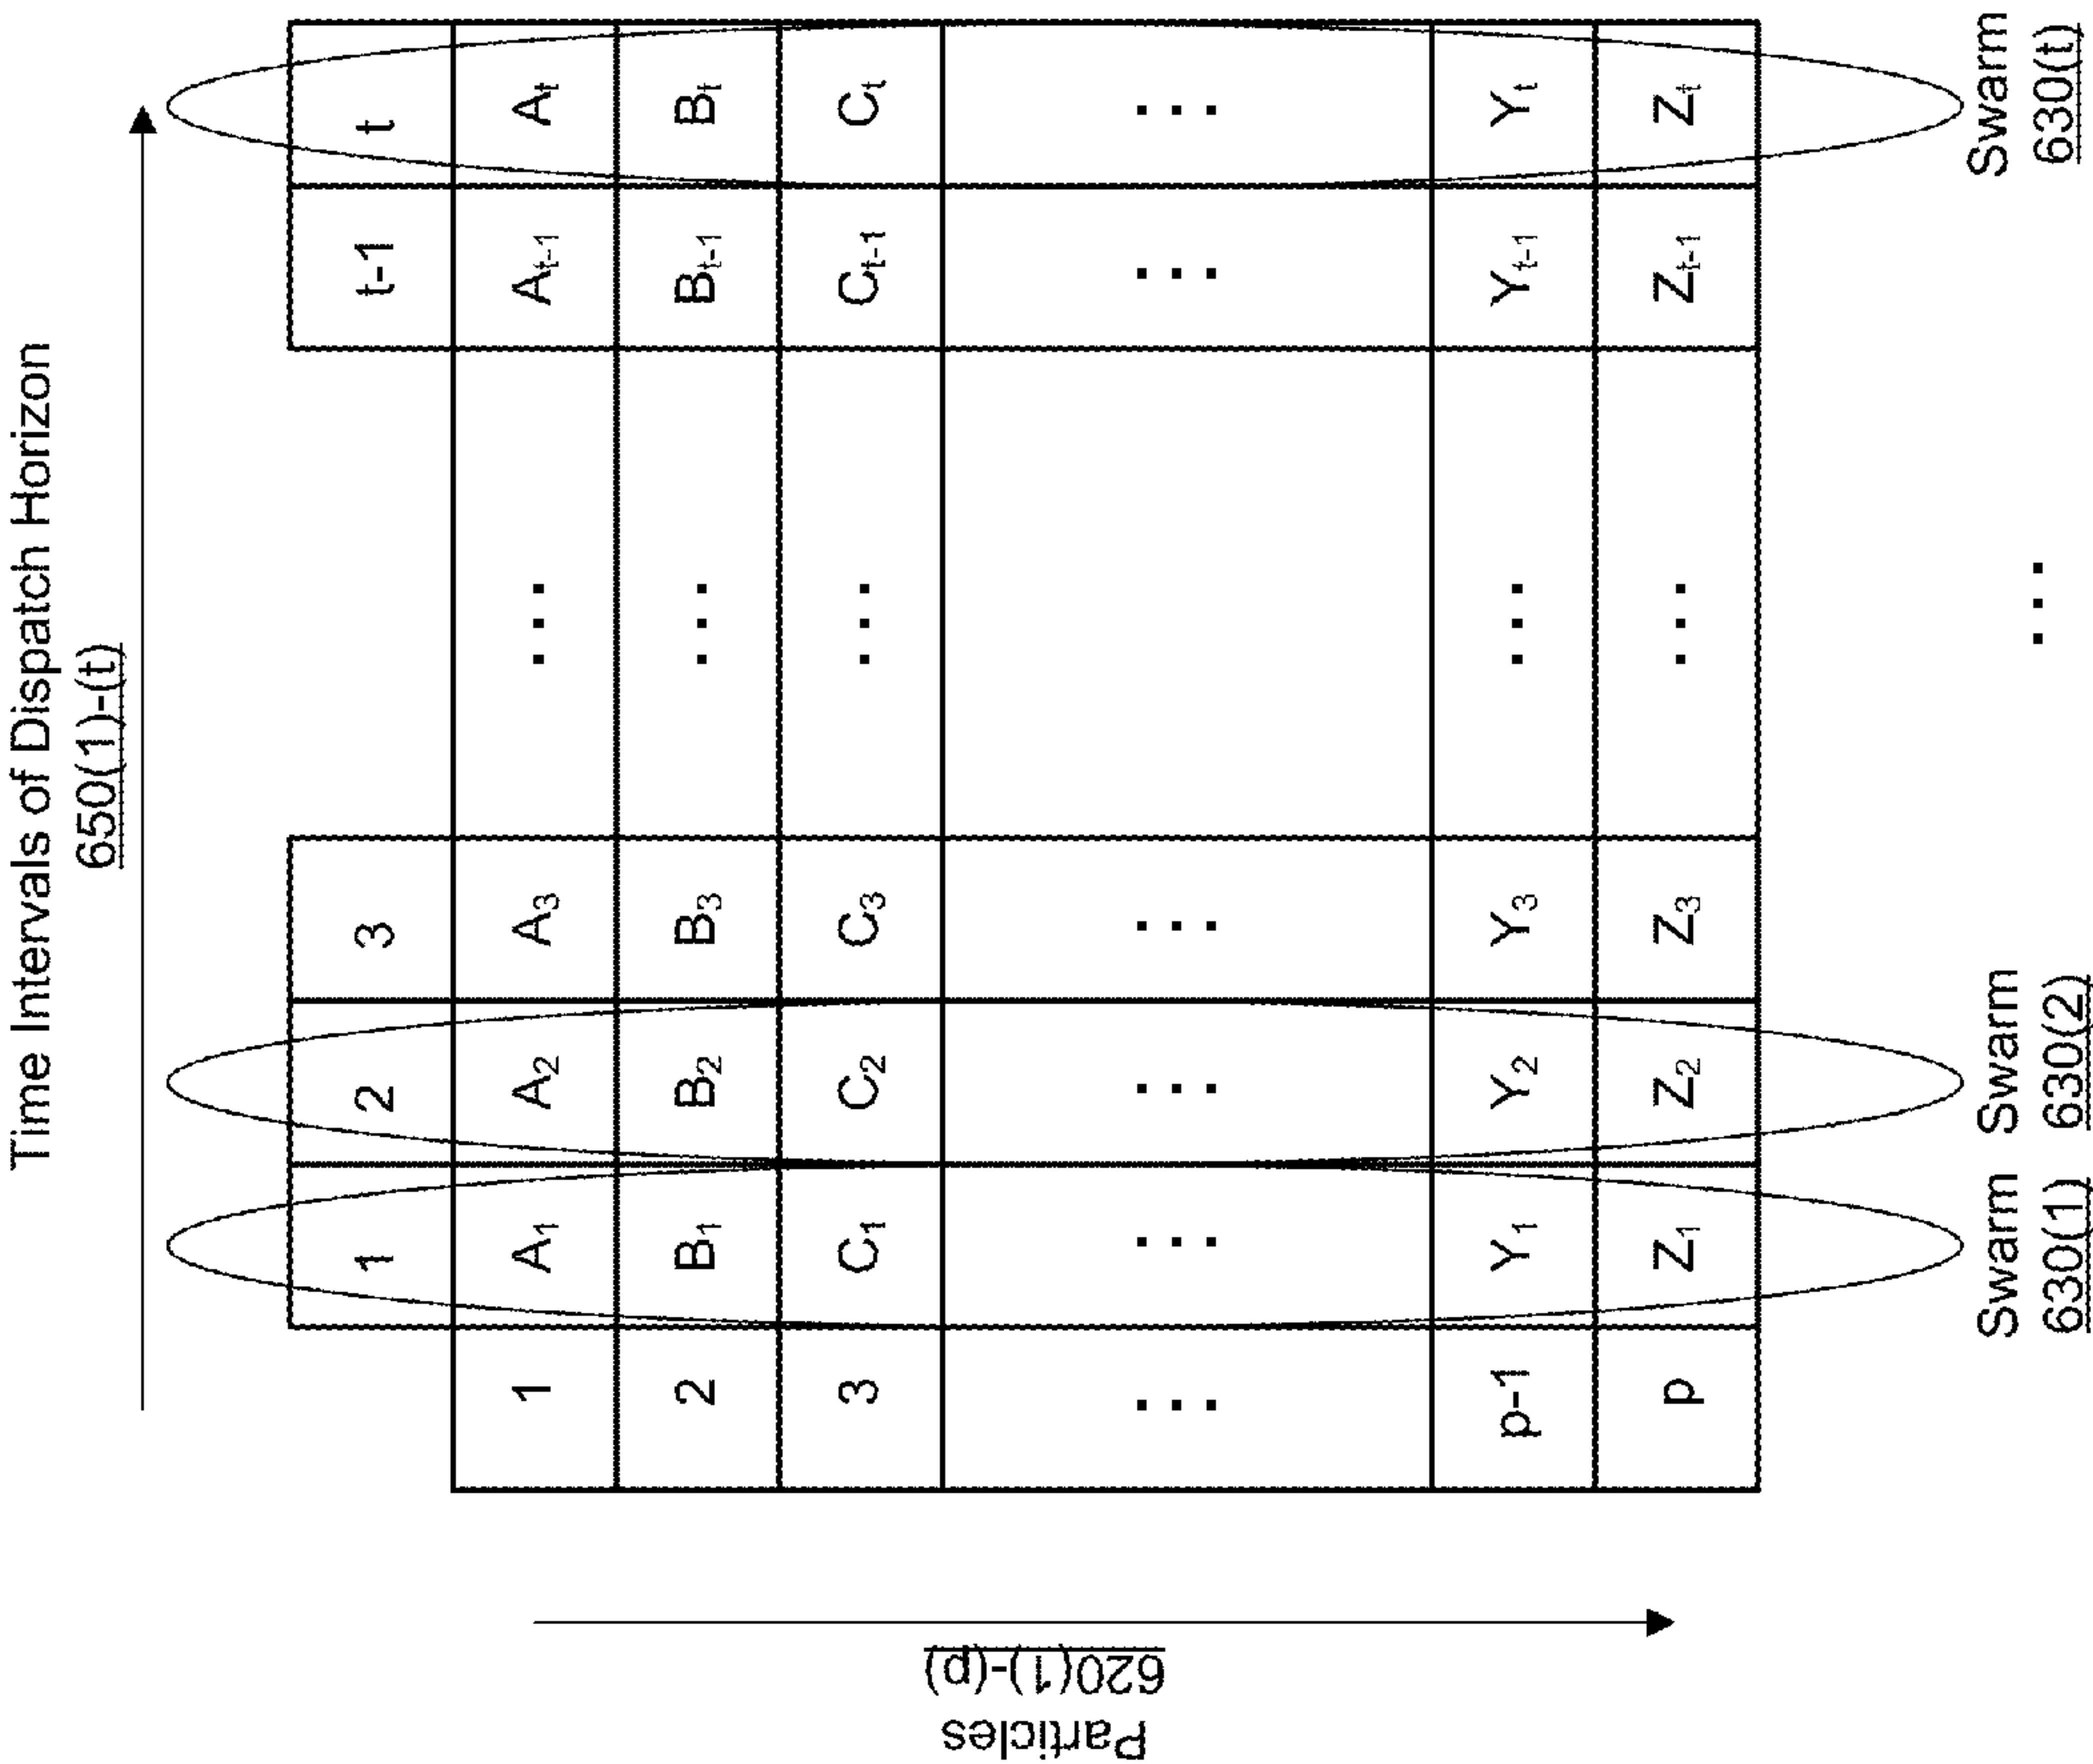 Time Intervals of Dispatch Horizon
650(1)-(t)
1 2 3 t-1 t
1 A1 A2 A3 ... At-1 At
2 B1 B2 B3 ... Bt-1 Bt
3 C1 C2 C3 ... Ct-1 Ct
... ... ... ... ... ...
p-1 Y1 Y2 Y3 ... Yt-1 Yt
p Z1 Z2 Z3 ... Zt-1 Zt
Particles
620(1)-(p)
Swarm
630(1)
Swarm
630(2)
...
Swarm
630(t)